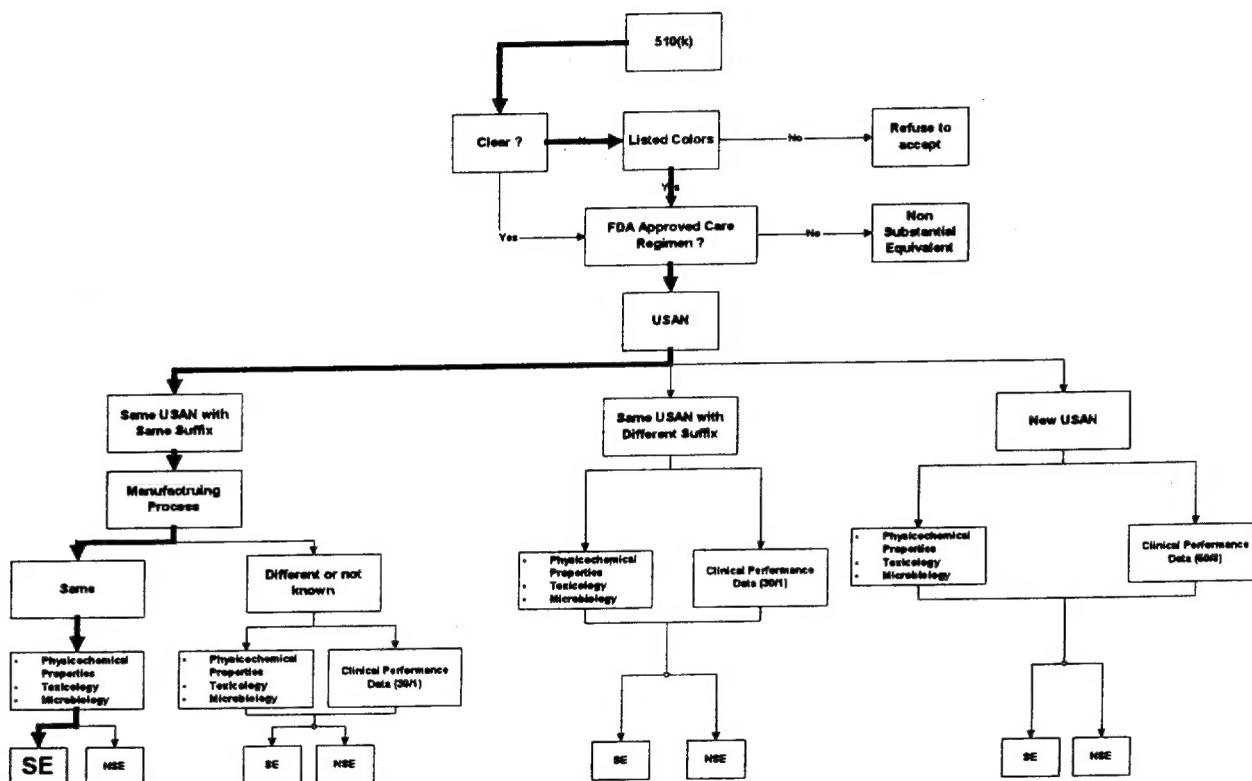 510(k)
Clear ?
No
Listed Colors
No
Refuse to
accept
Yes
Yes
FDA Approved Care
Regimen ?
No
Non
Substantial
Equivalent
USAN
Same USAN with
Same Suffix
Same USAN with
Different Suffix
New USAN
Manufactruing
Process
Same
Different or not
known
• Physicochemical
Properties
• Toxicology
• Microbiology
Clinical Performance
Data (30/1)
• Physicochemical
Properties
• Toxicology
• Microbiology
Clinical Performance
Data
• Physicochemical
Properties
• Toxicology
• Microbiology
• Physicochemical
Properties
• Toxicology
• Microbiology
Clinical Performance
Data (30/1)
SE
NSE
SE
NSE
SE
NSE
SE
NSE